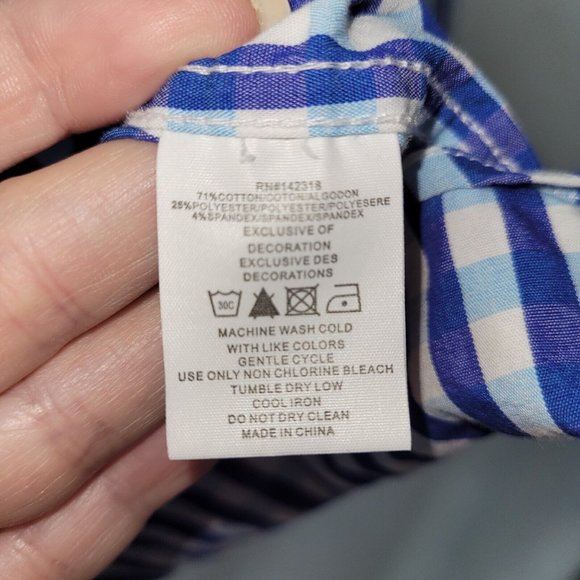 RN#142318
71%COTTON/COTON/ALGODON
25%POLYESTER/POLYESTER/POLYESERE
4%SPANDEX/SPANDEX/SPANDEX
EXCLUSIVE OF
DECORATION
EXCLUSIVE DES
DECORATIONS
30C
MACHINE WASH COLD
WITH LIKE COLORS
GENTLE CYCLE
USE ONLY NON CHLORINE BLEACH
TUMBLE DRY LOW
COOL IRON
DO NOT DRY CLEAN
MADE IN CHINA